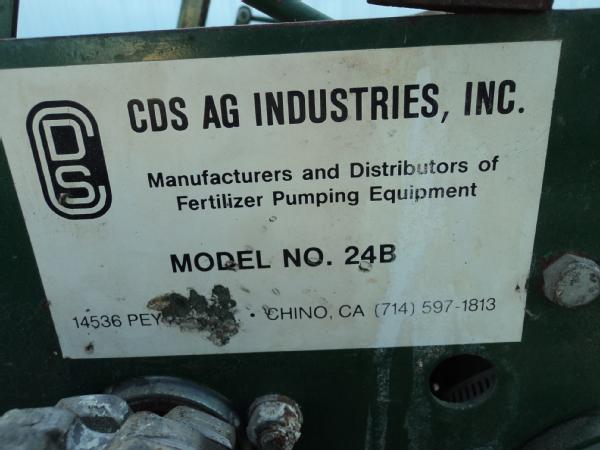 CDS
CDS AG INDUSTRIES, INC.
Manufacturers and Distributors of
Fertilizer Pumping Equipment
MODEL NO. 24B
14536 • CHINO, CA (714) 597-1813